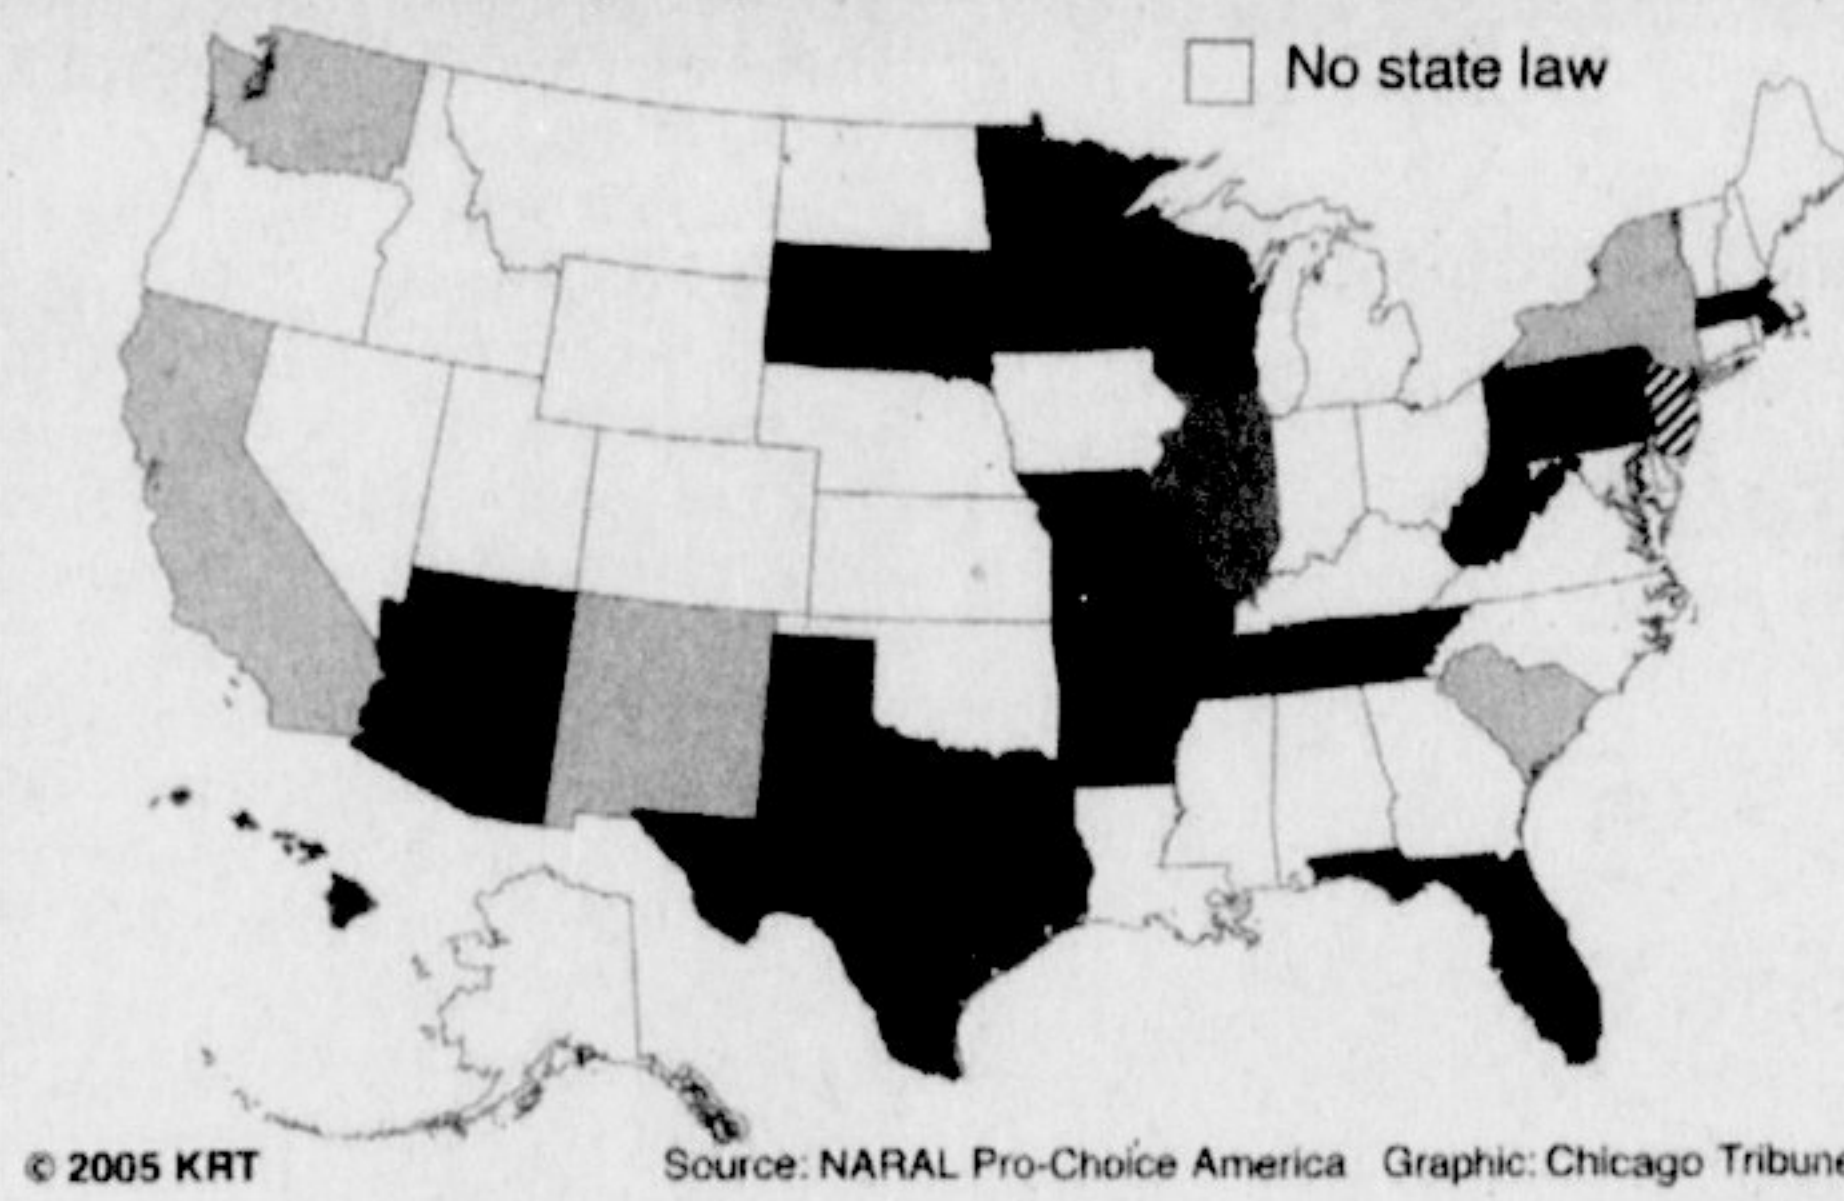 No state law
© 2005 KRT
Source: NARAL Pro-Choice America Graphic: Chicago Tribune